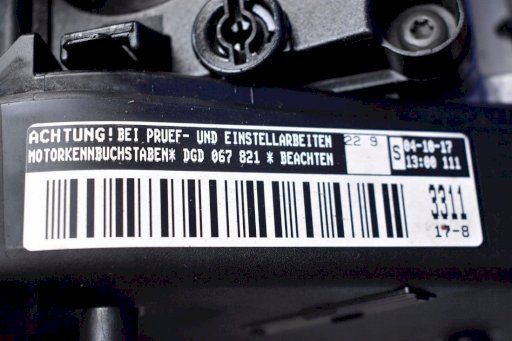 ACHTUNG! BEI PRUEF- UND EINSTELLARBEITEN 22 9 S 04-10-17
MOTORKENNBUCHSTABEN* DGD 067 821 * BEACHTEN 13:00 111
3311
17-8